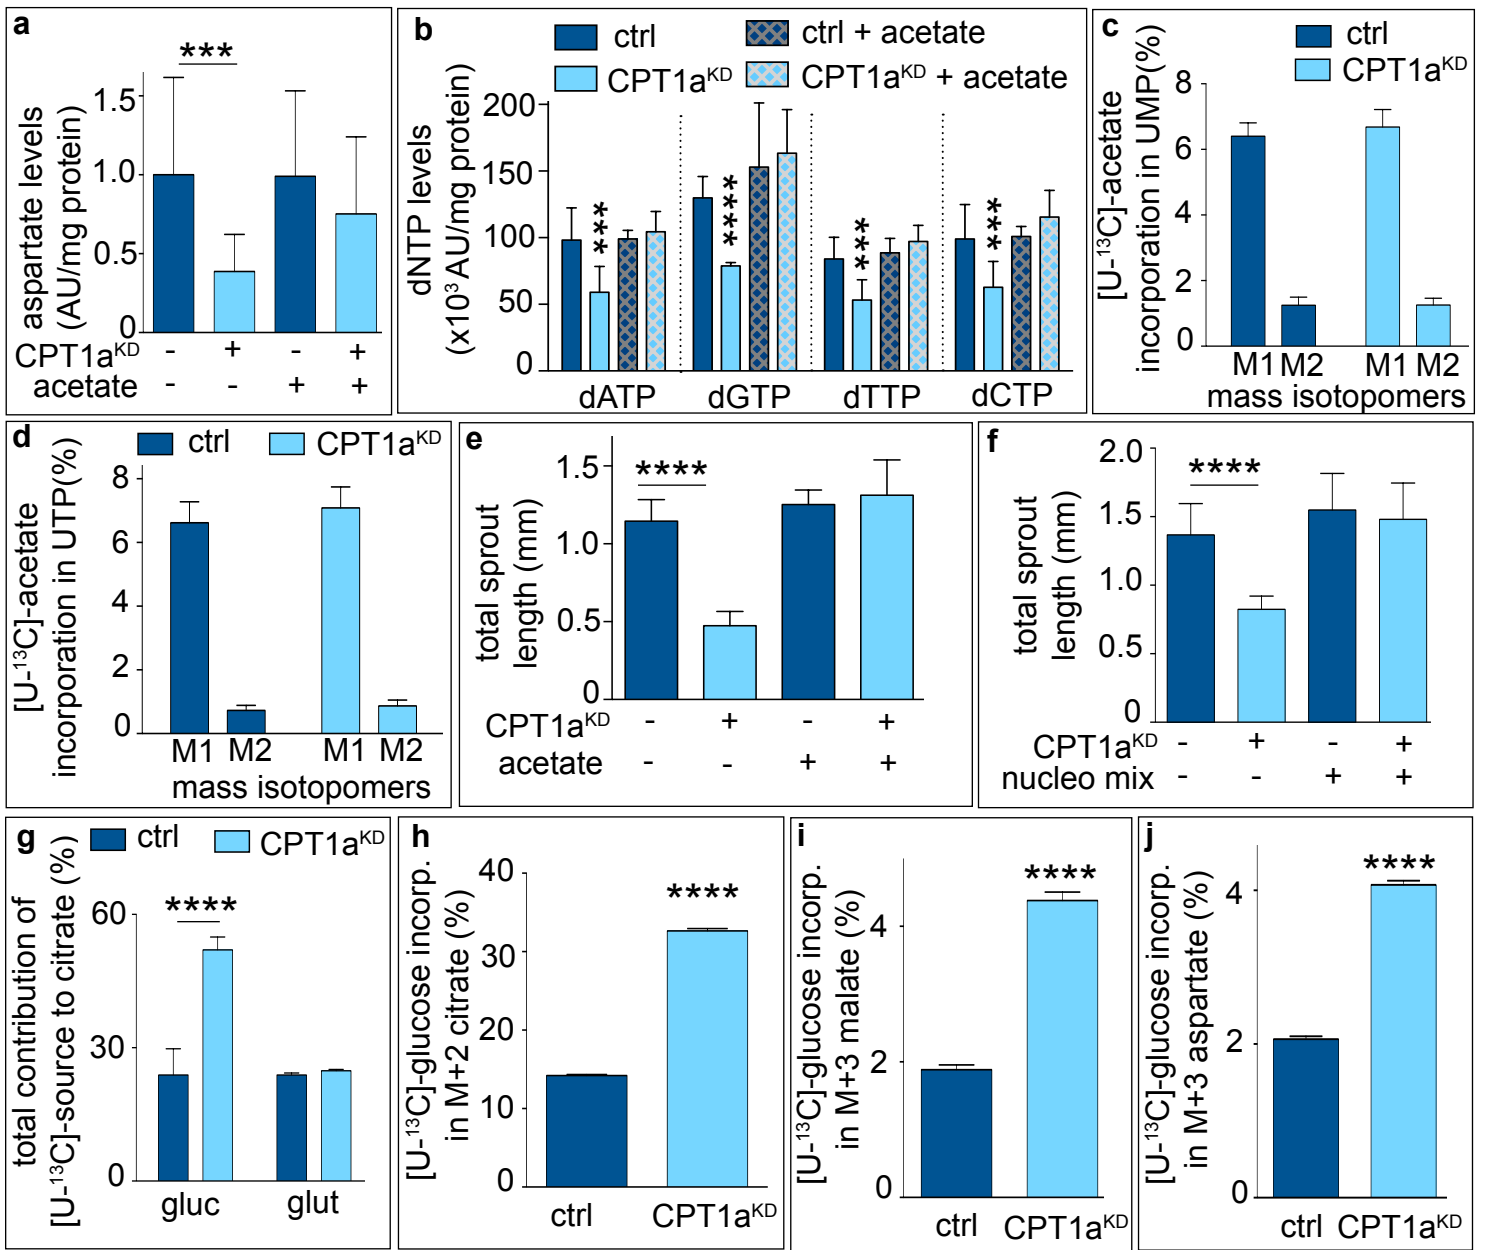 a
***
aspartate levels
(AU/mg protein)
1.5
1.0
0.5
0
CPT1aᴷᴰ - + - +
acetate - - + +
b
ctrl
ctrl + acetate
CPT1aᴷᴰ
CPT1aᴷᴰ + acetate
dNTP levels
(x10³ AU/mg protein)
200
150
100
50
0
***
****
***
***
dATP dGTP dTTP dCTP
c
ctrl
CPT1aᴷᴰ
[U-¹³C]-acetate
incorporation in UMP(%)
8
6
4
2
0
M1 M2 M1 M2
mass isotopomers
d
ctrl
CPT1aᴷᴰ
[U-¹³C]-acetate
incorporation in UTP(%)
8
6
4
2
0
M1 M2 M1 M2
mass isotopomers
e
****
total sprout
length (mm)
1.5
1.0
0.5
0
CPT1aᴷᴰ - + - +
acetate - - + +
f
****
total sprout
length (mm)
2.0
1.5
1.0
0.5
0
CPT1aᴷᴰ - + - +
nucleo mix - - + +
g
ctrl
CPT1aᴷᴰ
total contribution of
[U-¹³C]-source to citrate (%)
****
60
30
0
gluc glut
h
[U-¹³C]-glucose incorp.
in M+2 citrate (%)
****
40
30
20
10
0
ctrl CPT1aᴷᴰ
i
[U-¹³C]-glucose incorp.
in M+3 malate (%)
****
4
2
0
ctrl CPT1aᴷᴰ
j
[U-¹³C]-glucose incorp.
in M+3 aspartate (%)
****
4
2
0
ctrl CPT1aᴷᴰ